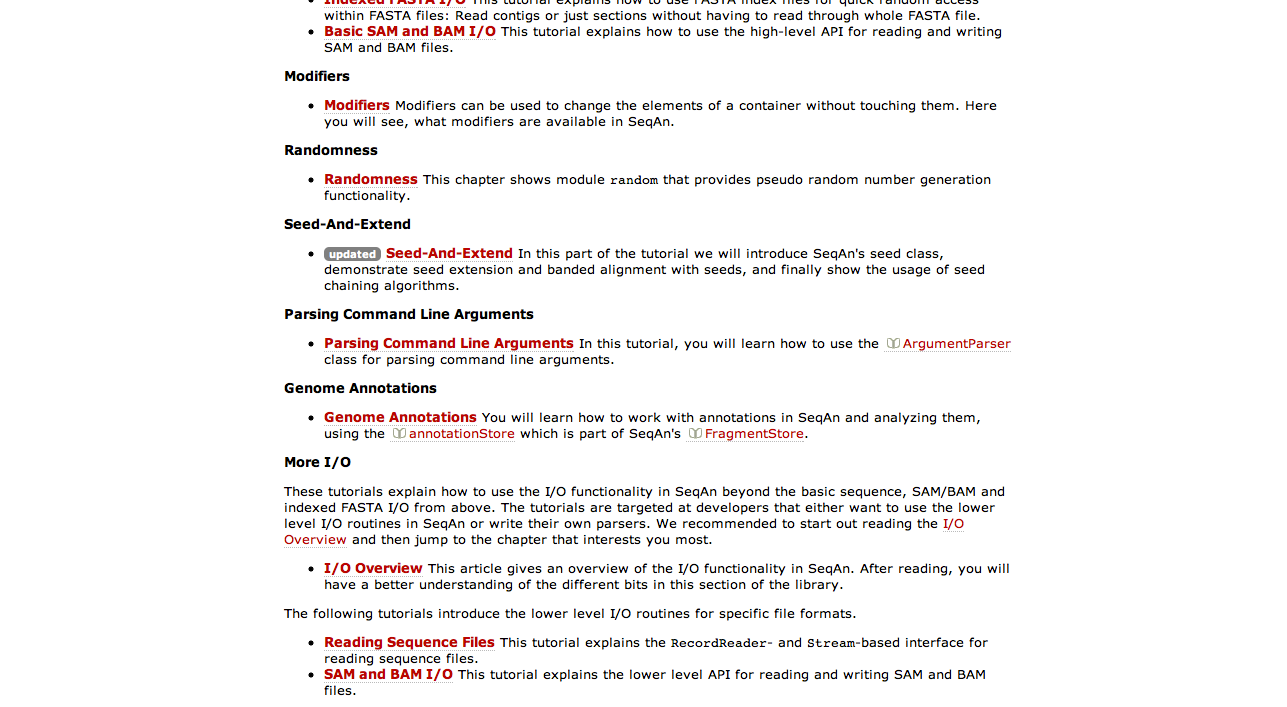 Indexed FASTA I/O This tutorial explains how to use FASTA index files for quick random access
within FASTA files: Read contigs or just sections without having to read through whole FASTA file.
Basic SAM and BAM I/O This tutorial explains how to use the high-level API for reading and writing
SAM and BAM files.
Modifiers
Modifiers Modifiers can be used to change the elements of a container without touching them. Here
you will see, what modifiers are available in SeqAn.
Randomness
Randomness This chapter shows module random that provides pseudo random number generation
functionality.
Seed-And-Extend
updated Seed-And-Extend In this part of the tutorial we will introduce SeqAn's seed class,
demonstrate seed extension and banded alignment with seeds, and finally show the usage of seed
chaining algorithms.
Parsing Command Line Arguments
Parsing Command Line Arguments In this tutorial, you will learn how to use the ArgumentParser
class for parsing command line arguments.
Genome Annotations
Genome Annotations You will learn how to work with annotations in SeqAn and analyzing them,
using the annotationStore which is part of SeqAn's FragmentStore.
More I/O
These tutorials explain how to use the I/O functionality in SeqAn beyond the basic sequence, SAM/BAM and
indexed FASTA I/O from above. The tutorials are targeted at developers that either want to use the lower
level I/O routines in SeqAn or write their own parsers. We recommended to start out reading the I/O
Overview and then jump to the chapter that interests you most.
I/O Overview This article gives an overview of the I/O functionality in SeqAn. After reading, you will
have a better understanding of the different bits in this section of the library.
The following tutorials introduce the lower level I/O routines for specific file formats.
Reading Sequence Files This tutorial explains the RecordReader- and Stream-based interface for
reading sequence files.
SAM and BAM I/O This tutorial explains the lower level API for reading and writing SAM and BAM
files.